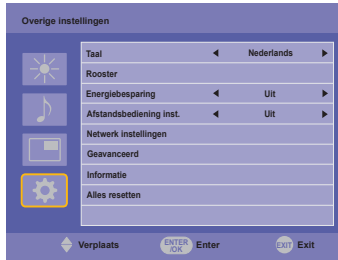 Overige instellingen
Taal Nederlands
Rooster
Energiebesparing Uit
Afstandsbediening inst. Uit
Netwerk instellingen
Geavanceerd
Informatie
Alles resetten
Verplaats ENTER /OK Enter EXIT Exit